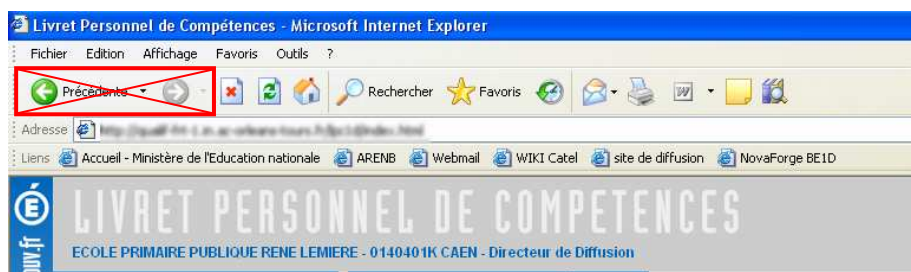 Livret Personnel de Compétences - Microsoft Internet Explorer
Fichier Edition Affichage Favoris Outils ?
Précédente Rechercher Favoris W
Adresse
Liens Accueil - Ministère de l'Education nationale ARENB Webmail WIKI Catel site de diffusion NovaForge BE1D
É LIVRET PERSONNEL DE COMPETENCES
ECOLE PRIMAIRE PUBLIQUE RENE LEMIERE - 0140401K CAEN - Directeur de Diffusion
ouv.fr